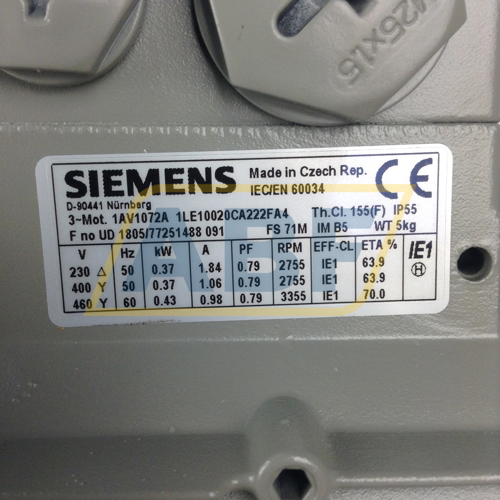 M25x1.5
SIEMENS Made in Czech Rep. CE
D-90441 Nürnberg IEC/EN 60034
3~Mot. 1AV1072A 1LE10020CA222FA4 Th.Cl. 155(F) IP55
F no UD 1805/77251488 091 FS 71M IM B5 WT 5kg
V Hz kW A PF RPM EFF-CL ETA % IE1
230 Δ 50 0.37 1.84 0.79 2755 IE1 63.9 H
400 Y 50 0.37 1.06 0.79 2755 IE1 63.9
460 Y 60 0.43 0.98 0.79 3355 IE1 70.0
ABF